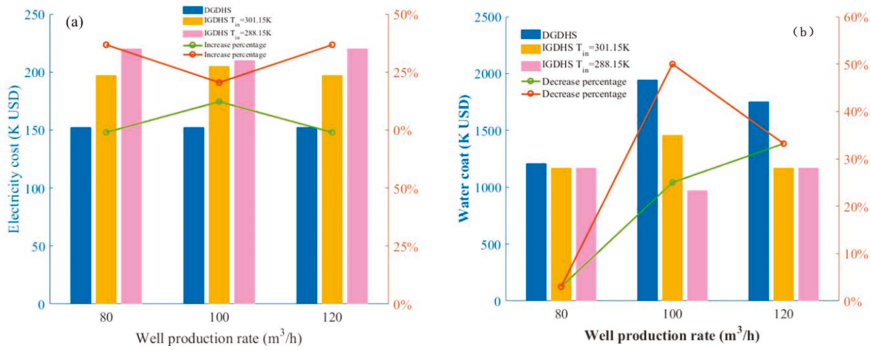 (a)
DGDHS
IGDHS T_in=301.15K
IGDHS T_in=288.15K
Increase percentage
Increase percentage
Electricity cost (K USD)
250
200
150
100
50
0
50%
25%
0%
50%
25%
0%
80
100
120
Well production rate (m³/h)
(b)
DGDHS
IGDHS T_in=301.15K
IGDHS T_in=288.15K
Decrease percentage
Decrease percentage
Water coat (K USD)
2500
2000
1500
1000
500
0
60%
50%
40%
30%
20%
10%
0%
80
100
120
Well production rate (m³/h)